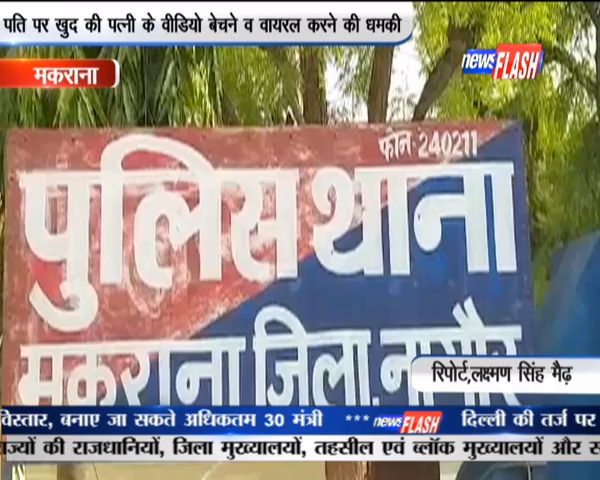 पति पर खुद की पत्नी के वीडियो बेचने व वायरल करने की धमकी
news FLASH
मकराना
फोन 240211
पुलिस थाना
मकराना जिला, नागौर
रिपोर्ट,लक्ष्मण सिंह मैढ़
विस्तार, बनाए जा सकते अधिकतम 30 मंत्री *** news FLASH दिल्ली की तर्ज पर
राज्यों की राजधानियों, जिला मुख्यालयों, तहसील एवं ब्लॉक मुख्यालयों और